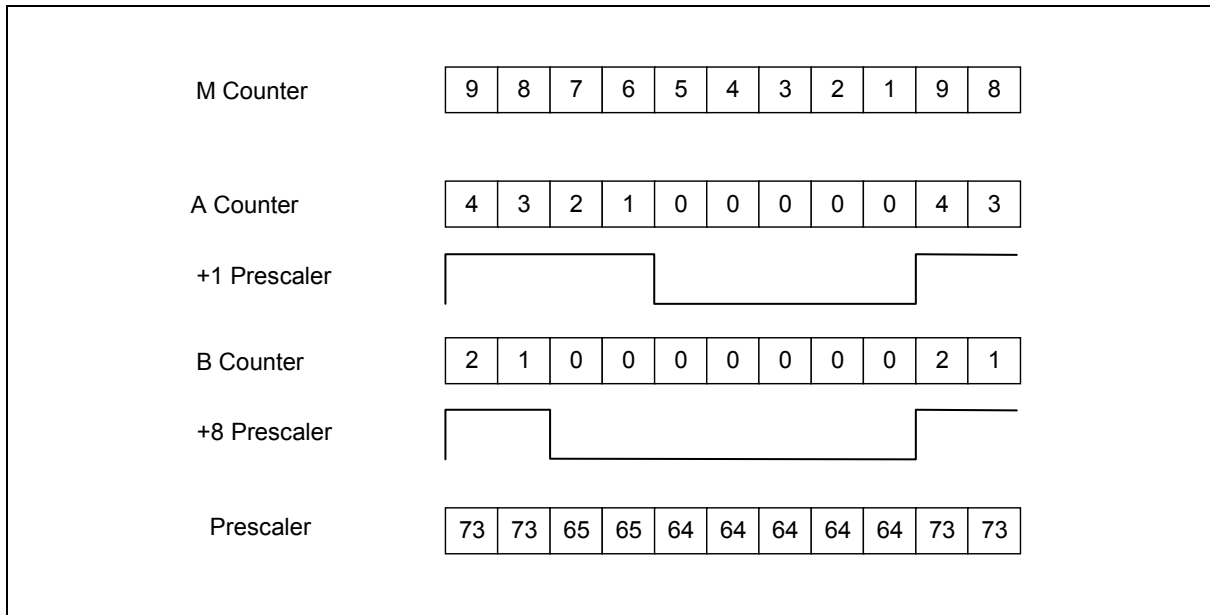 M Counter 9 8 7 6 5 4 3 2 1 9 8
A Counter 4 3 2 1 0 0 0 0 0 4 3
+1 Prescaler
B Counter 2 1 0 0 0 0 0 0 0 2 1
+8 Prescaler
Prescaler 73 73 65 65 64 64 64 64 64 73 73